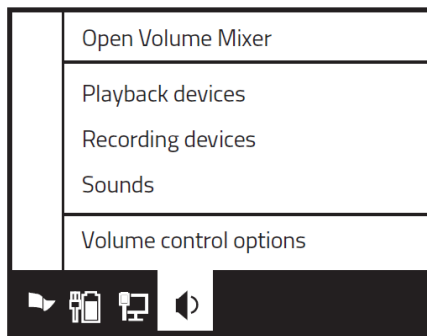 Open Volume Mixer
Playback devices
Recording devices
Sounds
Volume control options